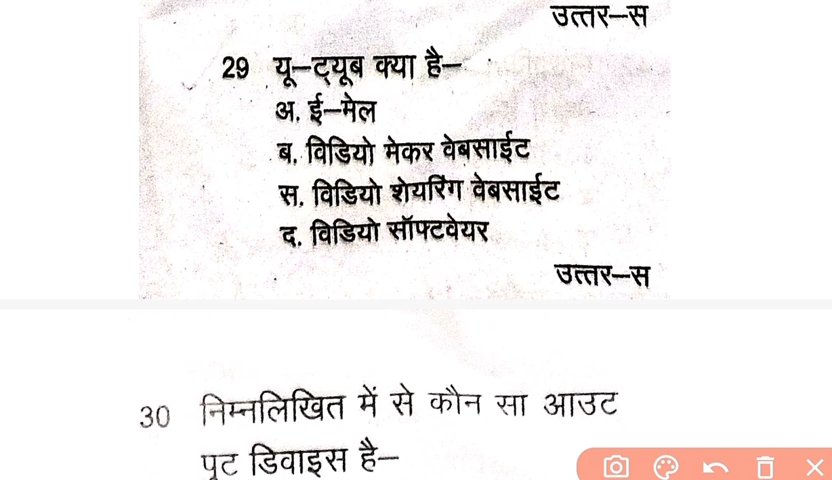 उत्तर–स
29 यू–ट्यूब क्या है–
अ. ई–मेल
ब. विडियो मेकर वेबसाईट
स. विडियो शेयरिंग वेबसाईट
द. विडियो सॉफ्टवेयर
उत्तर–स
30 निम्नलिखित में से कौन सा आउट
पुट डिवाइस है–